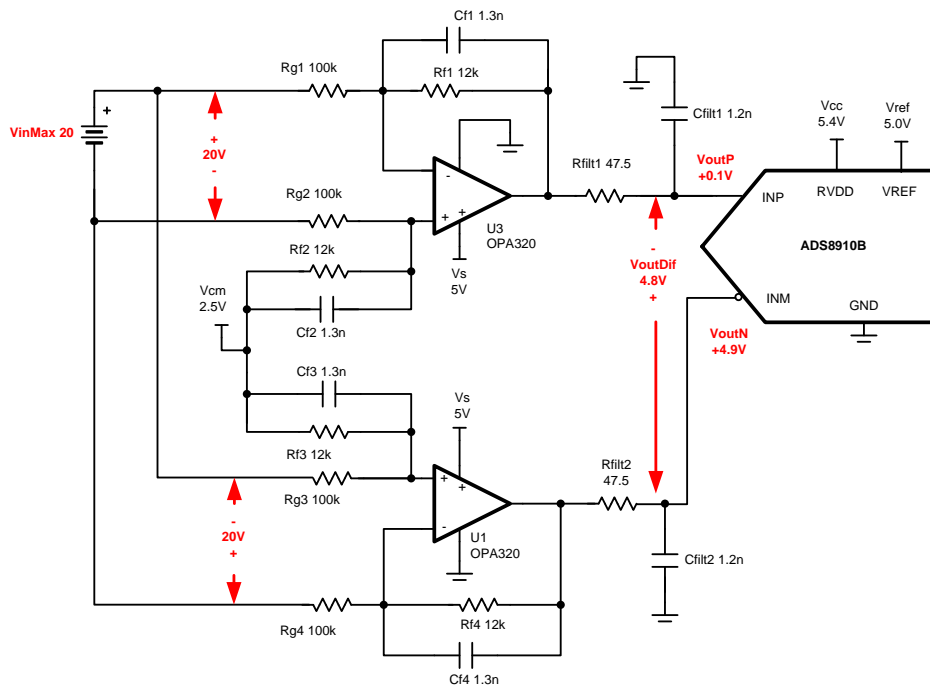 Cf1 1.3n
Rg1 100k
Rf1 12k
+
VinMax 20
+
20V
-
Cfilt1 1.2n
Vcc
5.4V
Vref
5.0V
-
+
+
Rg2 100k
U3
OPA320
Rfilt1 47.5
VoutP
+0.1V
INP
RVDD
VREF
ADS8910B
Rf2 12k
Vs
5V
-
VoutDif
4.8V
+
Vcm
2.5V
Cf2 1.3n
INM
GND
VoutN
+4.9V
Cf3 1.3n
Vs
5V
Rf3 12k
Rg3 100k
+
+
-
Rfilt2
47.5
-
20V
+
U1
OPA320
Cfilt2 1.2n
Rg4 100k
Rf4 12k
Cf4 1.3n